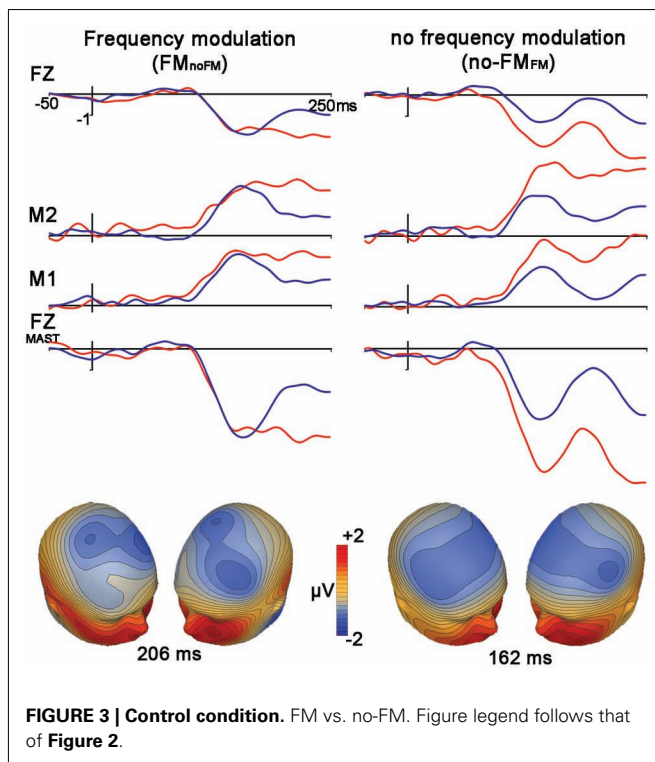 Frequency modulation
(FMnoFM)
no frequency modulation
(no-FMFM)
FZ
-50
250ms
-1
M2
M1
FZ
MAST
+2
µV
-2
206 ms
162 ms
FIGURE 3 | Control condition. FM vs. no-FM. Figure legend follows that
of Figure 2.